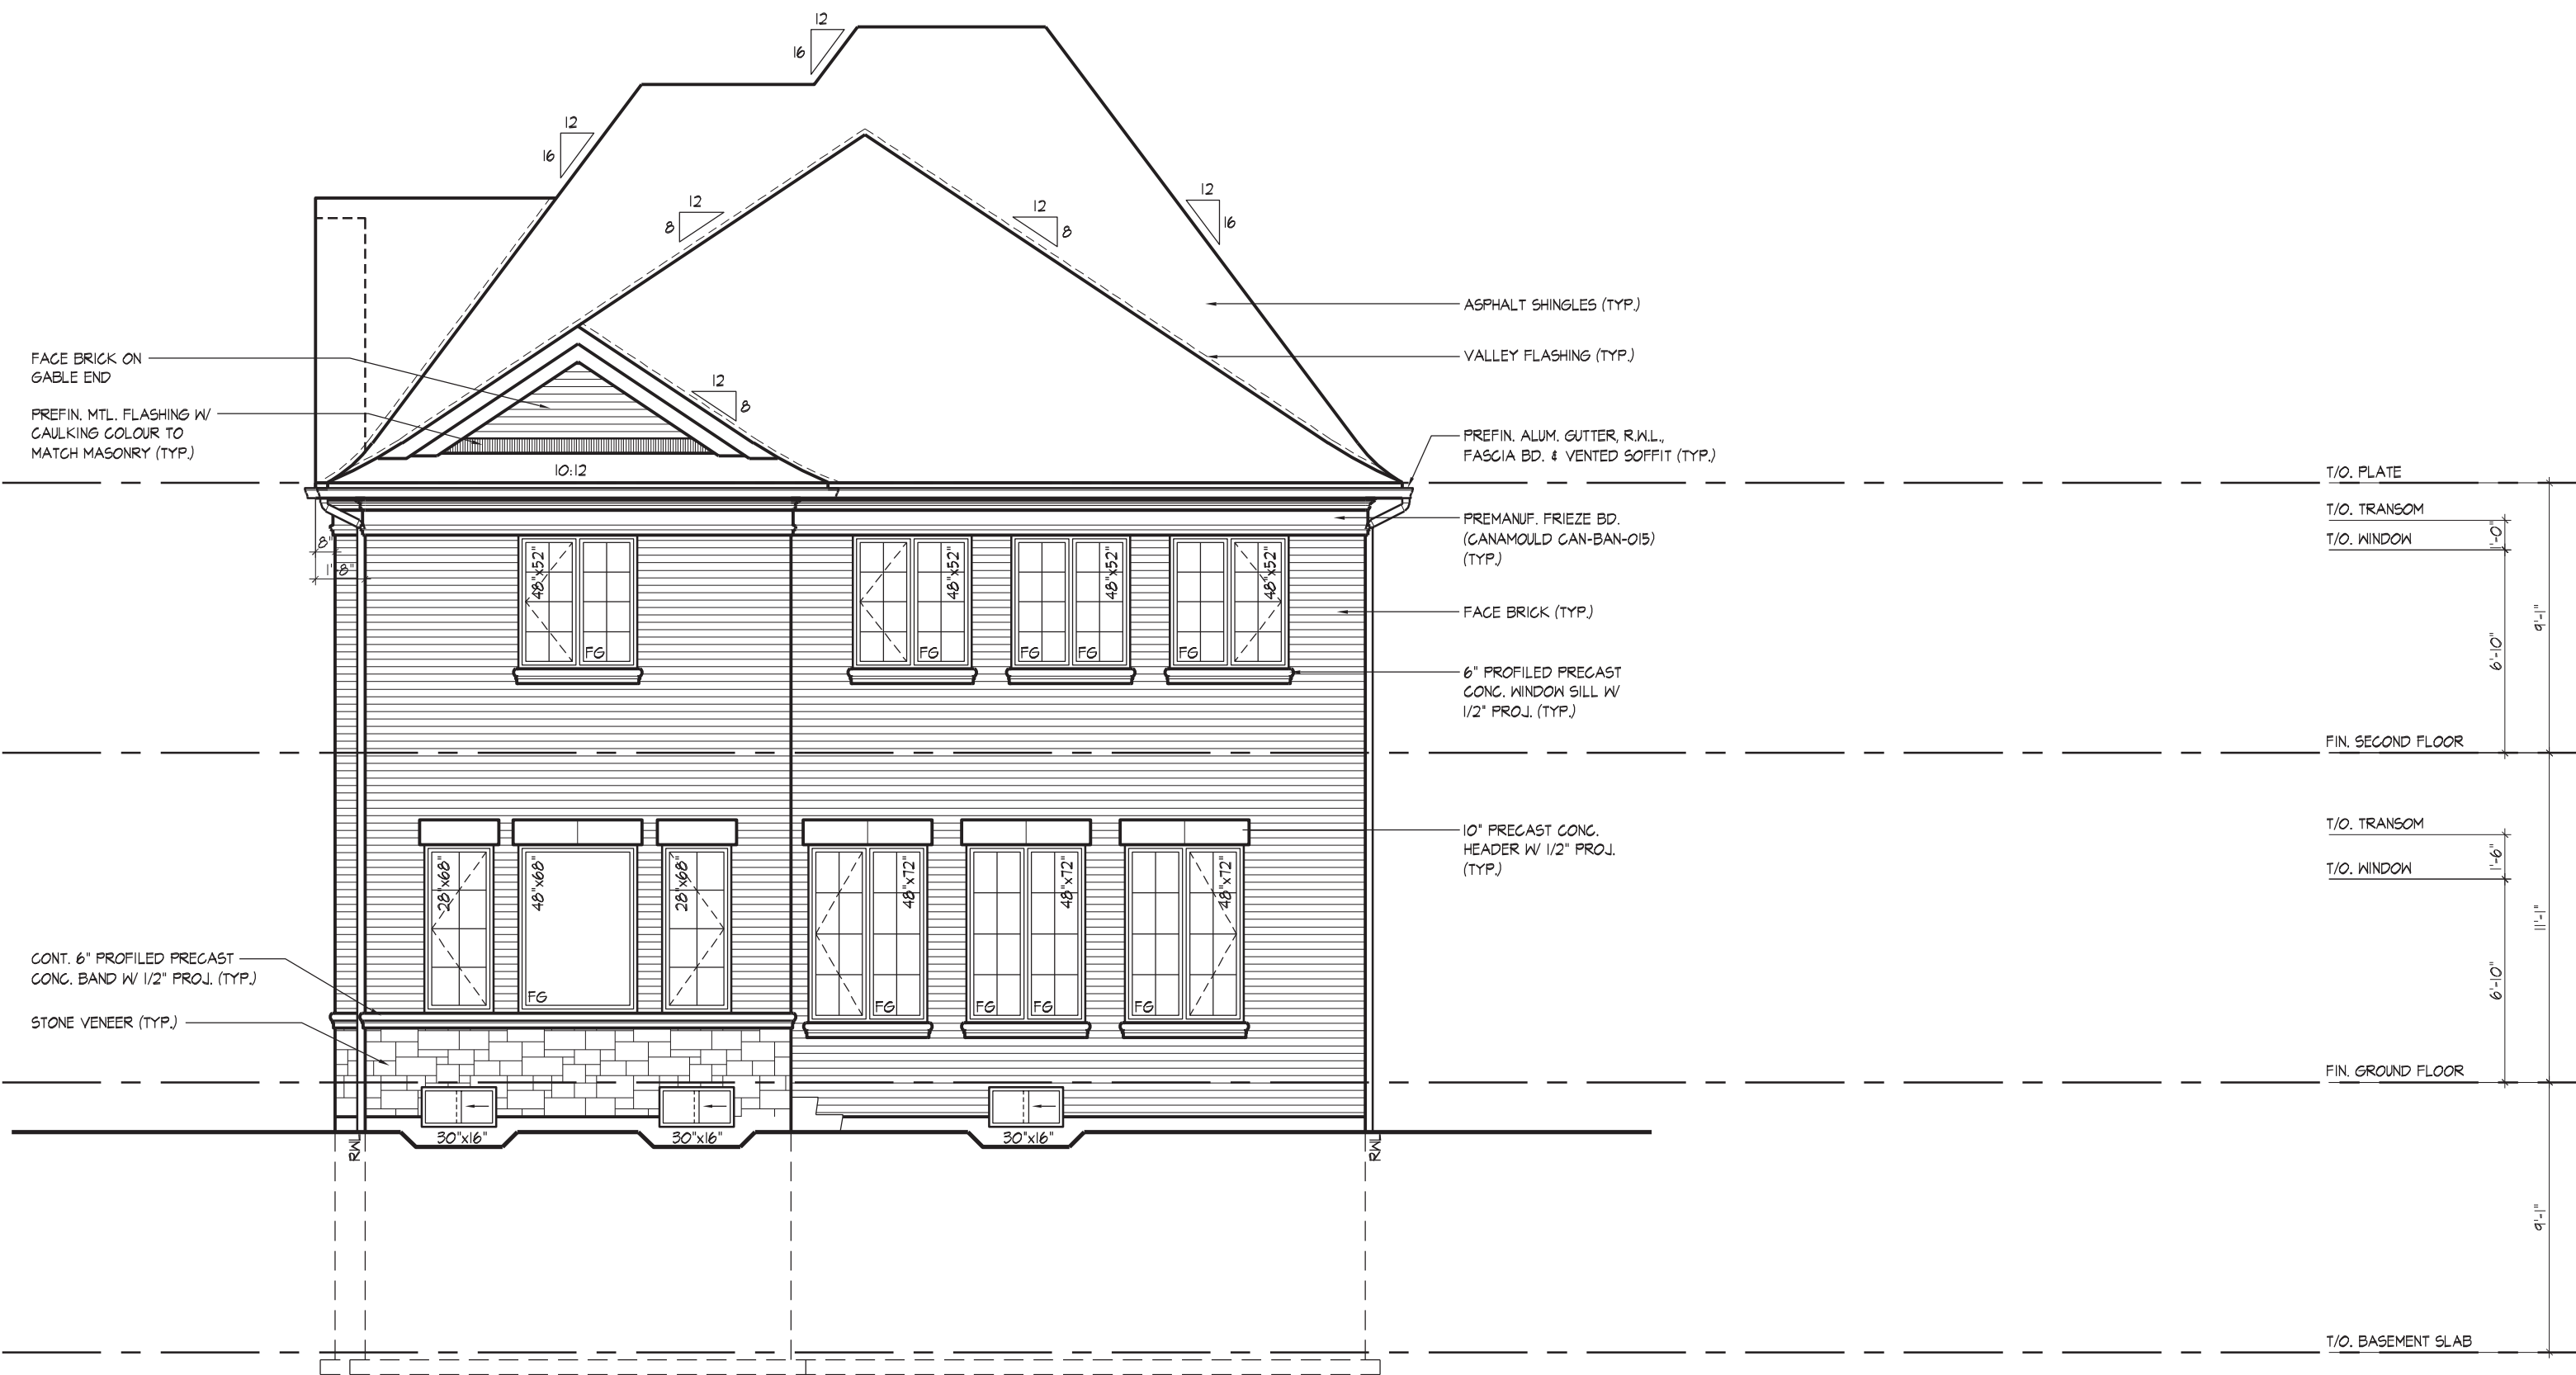 12
16
12
16
12
8
12
8
12
16
12
8
10:12
FACE BRICK ON
GABLE END
PREFIN. MTL. FLASHING W/
CAULKING COLOUR TO
MATCH MASONRY (TYP.)
CONT. 6" PROFILED PRECAST
CONC. BAND W/ 1/2" PROJ. (TYP.)
STONE VENEER (TYP.)
8"
1'-8"
48"x52"
FG
48"x52"
FG
48"x52"
FG
FG
48"x52"
FG
28"x68"
48"x68"
FG
28"x68"
48"x72"
FG
48"x72"
FG
FG
48"x72"
FG
30"x16"
30"x16"
30"x16"
RWL
RWL
ASPHALT SHINGLES (TYP.)
VALLEY FLASHING (TYP.)
PREFIN. ALUM. GUTTER, R.W.L.,
FASCIA BD. & VENTED SOFFIT (TYP.)
PREMANUF. FRIEZE BD.
(CANAMOULD CAN-BAN-015)
(TYP.)
FACE BRICK (TYP.)
6" PROFILED PRECAST
CONC. WINDOW SILL W/
1/2" PROJ. (TYP.)
10" PRECAST CONC.
HEADER W/ 1/2" PROJ.
(TYP.)
T/O. PLATE
T/O. TRANSOM
T/O. WINDOW
1'-0"
6'-10"
9'-1"
FIN. SECOND FLOOR
T/O. TRANSOM
T/O. WINDOW
1'-6"
6'-10"
11'-1"
FIN. GROUND FLOOR
9'-1"
T/O. BASEMENT SLAB